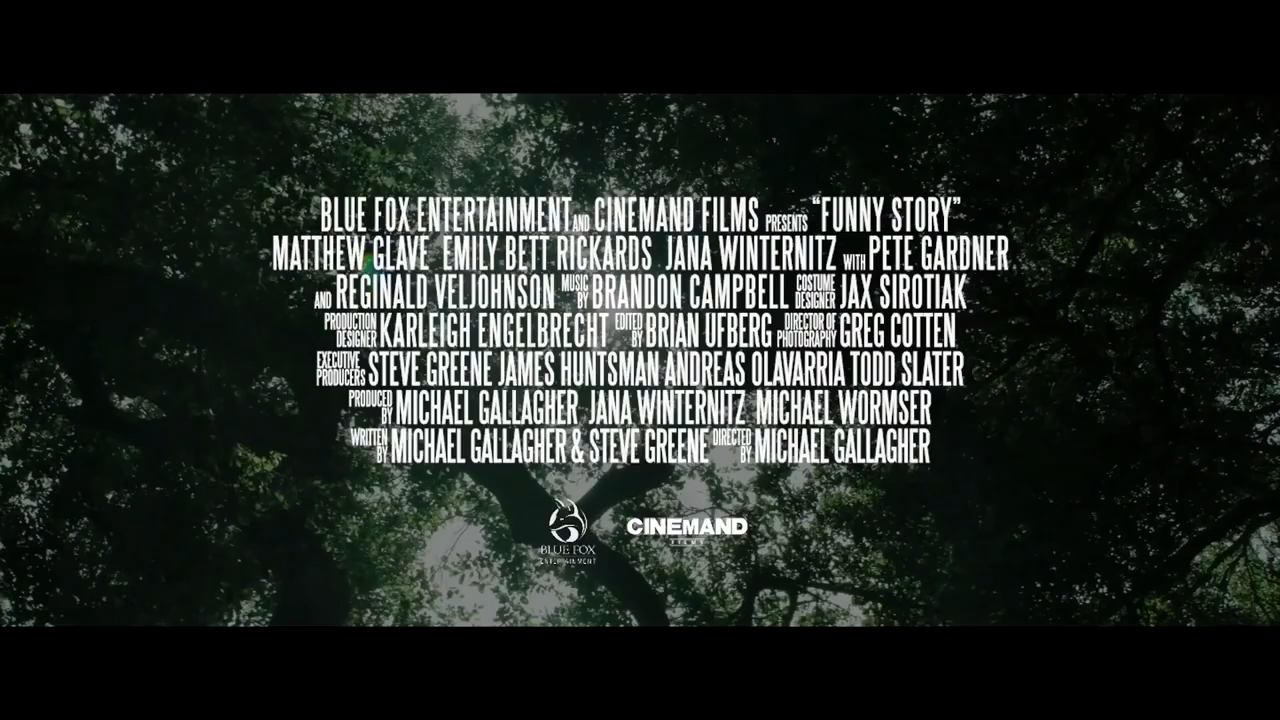 BLUE FOX ENTERTAINMENT AND CINEMAND FILMS PRESENTS “FUNNY STORY”
MATTHEW GLAVE EMILY BETT RICKARDS JANA WINTERNITZ WITH PETE GARDNER
AND REGINALD VELJOHNSON MUSIC BY BRANDON CAMPBELL COSTUME DESIGNER JAX SIROTIAK
PRODUCTION DESIGNER KARLEIGH ENGELBRECHT EDITED BY BRIAN UFBERG DIRECTOR OF PHOTOGRAPHY GREG COTTEN
EXECUTIVE PRODUCERS STEVE GREENE JAMES HUNTSMAN ANDREAS OLAVARRIA TODD SLATER
PRODUCED BY MICHAEL GALLAGHER JANA WINTERNITZ MICHAEL WORMSER
WRITTEN BY MICHAEL GALLAGHER & STEVE GREENE DIRECTED BY MICHAEL GALLAGHER
BLUE FOX
ENTERTAINMENT
CINEMAND
FILMS